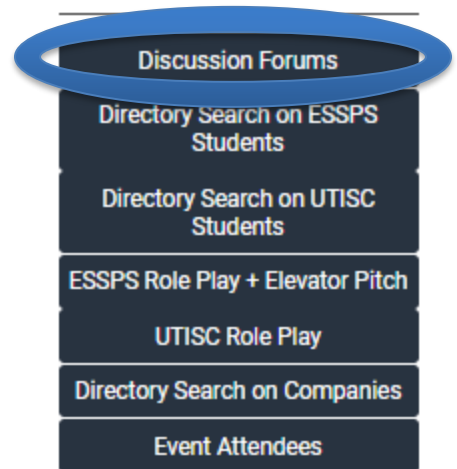 Discussion Forums
Directory Search on ESSPS
Students
Directory Search on UTISC
Students
ESSPS Role Play + Elevator Pitch
UTISC Role Play
Directory Search on Companies
Event Attendees